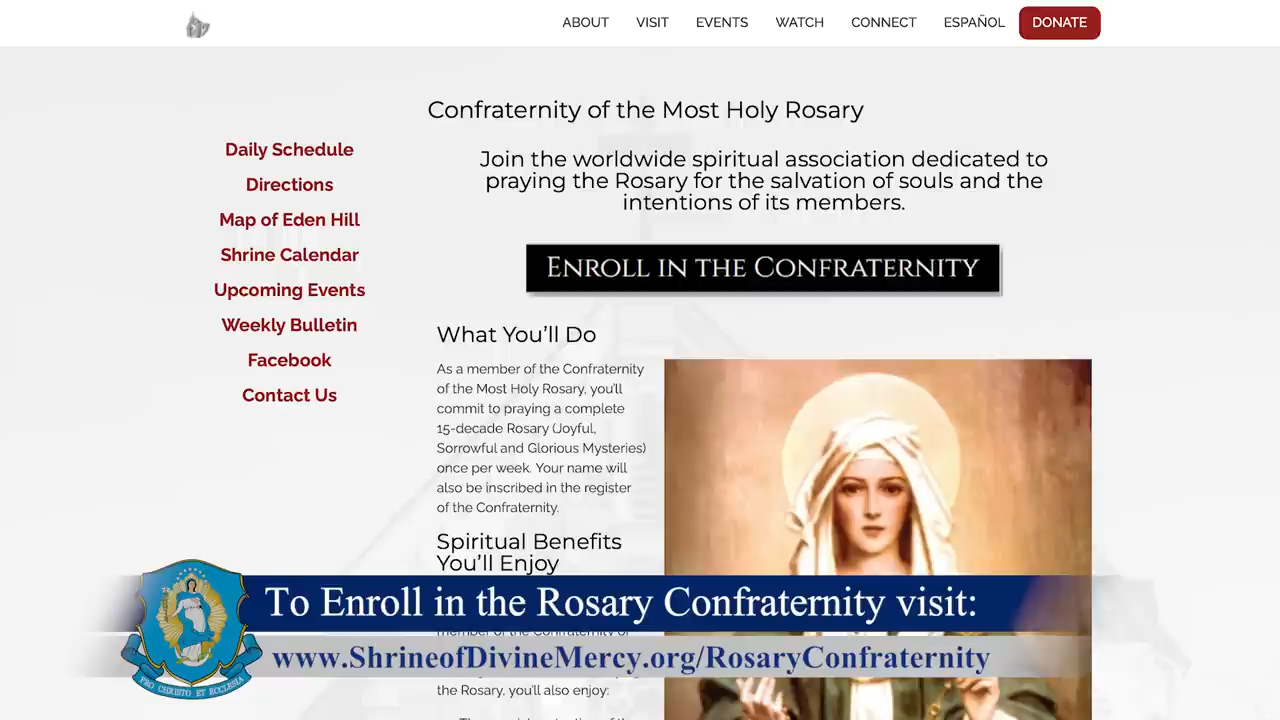 ABOUT VISIT EVENTS WATCH CONNECT ESPAÑOL DONATE
Confraternity of the Most Holy Rosary
Daily Schedule
Directions
Map of Eden Hill
Shrine Calendar
Upcoming Events
Weekly Bulletin
Facebook
Contact Us
Join the worldwide spiritual association dedicated to
praying the Rosary for the salvation of souls and the
intentions of its members.
ENROLL IN THE CONFRATERNITY
What You'll Do
As a member of the Confraternity
of the Most Holy Rosary, you'll
commit to praying a complete
15-decade Rosary (Joyful,
Sorrowful and Glorious Mysteries)
once per week. Your name will
also be inscribed in the register
of the Confraternity.
Spiritual Benefits
You'll Enjoy
To Enroll in the Rosary Confraternity visit:
member of the Confraternity of
www.ShrineofDivineMercy.org/RosaryConfraternity
PRO CHRISTO ET ECCLESIA
the Rosary, you'll also enjoy: